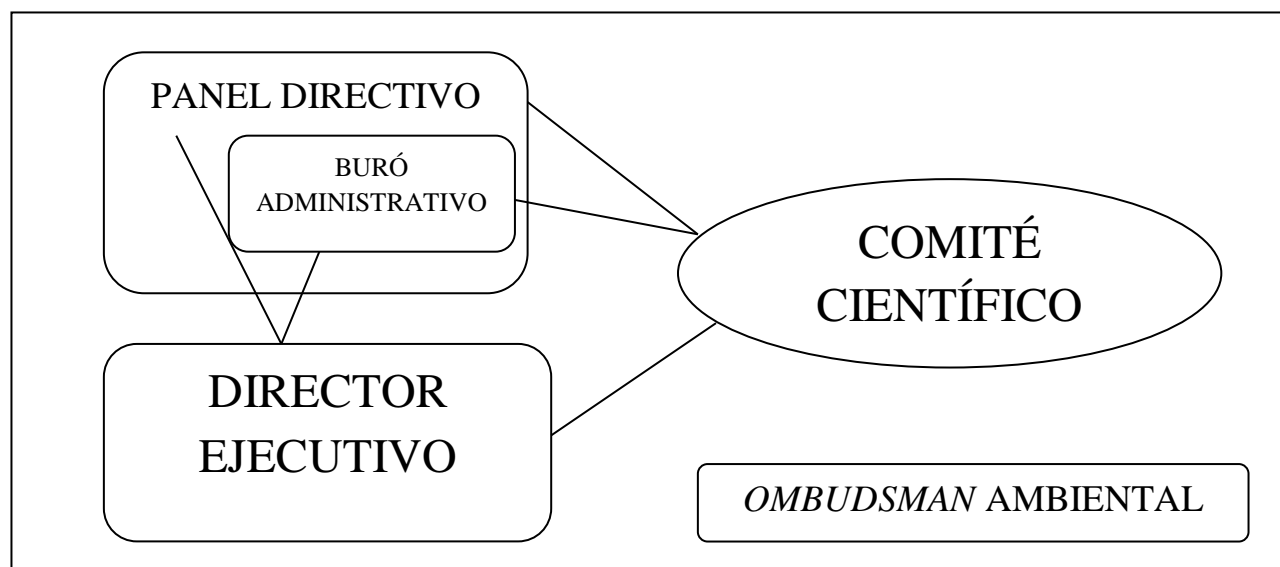 PANEL DIRECTIVO
BURÓ
ADMINISTRATIVO
COMITÉ
CIENTÍFICO
DIRECTOR
EJECUTIVO
OMBUDSMAN AMBIENTAL